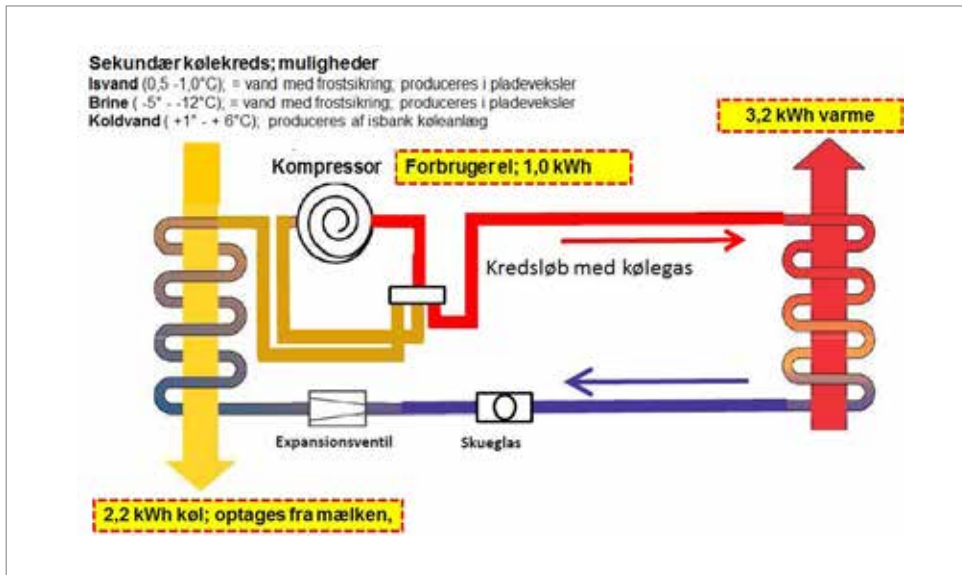 Sekundær kølekreds; muligheder
Isvand (0,5 -1,0°C); = vand med frostsikring; produceres i pladeveksler
Brine ( -5° - -12°C); = vand med frostsikring; produceres i pladeveksler
Koldvand ( +1° - + 6°C); produceres af isbank køleanlæg
3,2 kWh varme
Kompressor
Forbruger el; 1,0 kWh
Kredsløb med kølegas
Expansionsventil
Skueglas
2,2 kWh køl; optages fra mælken,